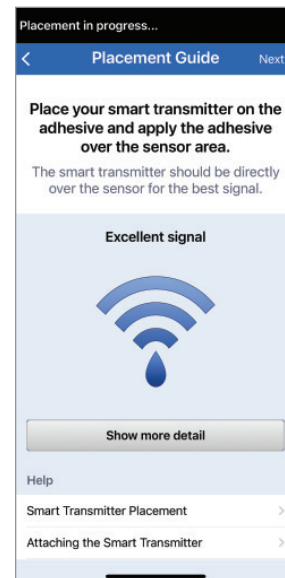 Placement in progress...
Placement Guide Next
Place your smart transmitter on the
adhesive and apply the adhesive
over the sensor area.
The smart transmitter should be directly
over the sensor for the best signal.
Excellent signal
Show more detail
Help
Smart Transmitter Placement
Attaching the Smart Transmitter